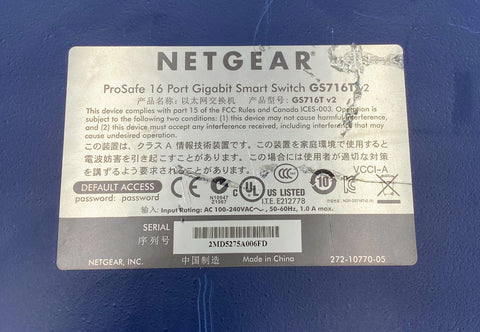 NETGEAR®
ProSafe 16 Port Gigabit Smart Switch GS716Tv2
产品名称: 以太网交换机 产品型号: GS716Tv2
This device complies with part 15 of the FCC Rules and Canada ICES-003. Operation is
subject to the following two conditions: (1) this device may not cause harmful interference,
and (2) this device must accept any interference received, including interference that may
cause undesired operation.
この装置は、クラスA 情報技術装置です。この装置を家庭環境で使用すると
電波妨害を引き起こすことがあります。この場合には使用者が適切な対策
を講ずるよう要求されることがあります。 VCCI-A
DEFAULT ACCESS
password: password
N10947
Z1067
C UL US LISTED
I.T.E. E212778
10
输入: Input Rating: AC 100-240VAC～, 50-60Hz, 1.0 A max.
SERIAL
序列号
2MD5275A006FD
NETGEAR, INC. 中国制造 Made in China 272-10770-05